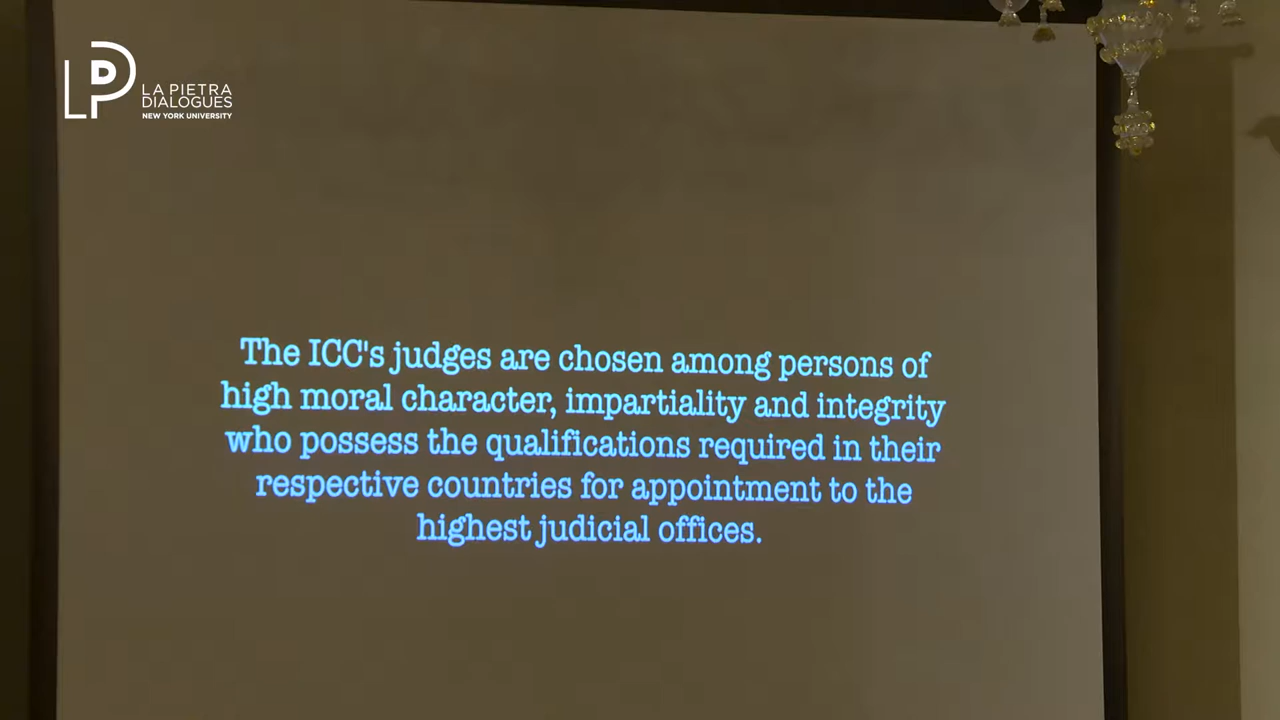 LA PIETRA
DIALOGUES
NEW YORK UNIVERSITY
The ICC's judges are chosen among persons of
high moral character, impartiality and integrity
who possess the qualifications required in their
respective countries for appointment to the
highest judicial offices.